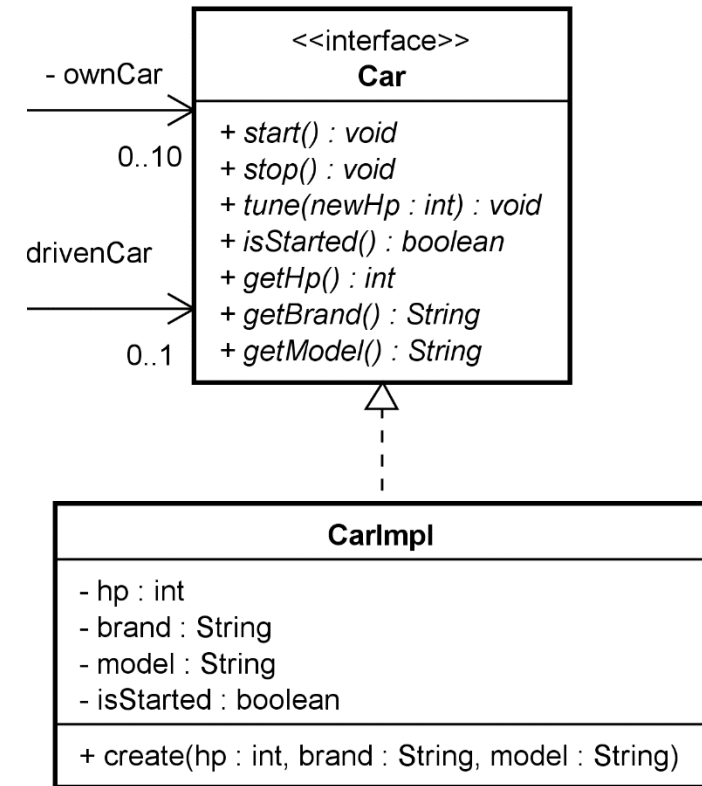 <<interface>>
Car
- ownCar
0..10
+ start() : void
+ stop() : void
+ tune(newHp : int) : void
+ isStarted() : boolean
+ getHp() : int
+ getBrand() : String
+ getModel() : String
drivenCar
0..1
CarImpl
- hp : int
- brand : String
- model : String
- isStarted : boolean
+ create(hp : int, brand : String, model : String)